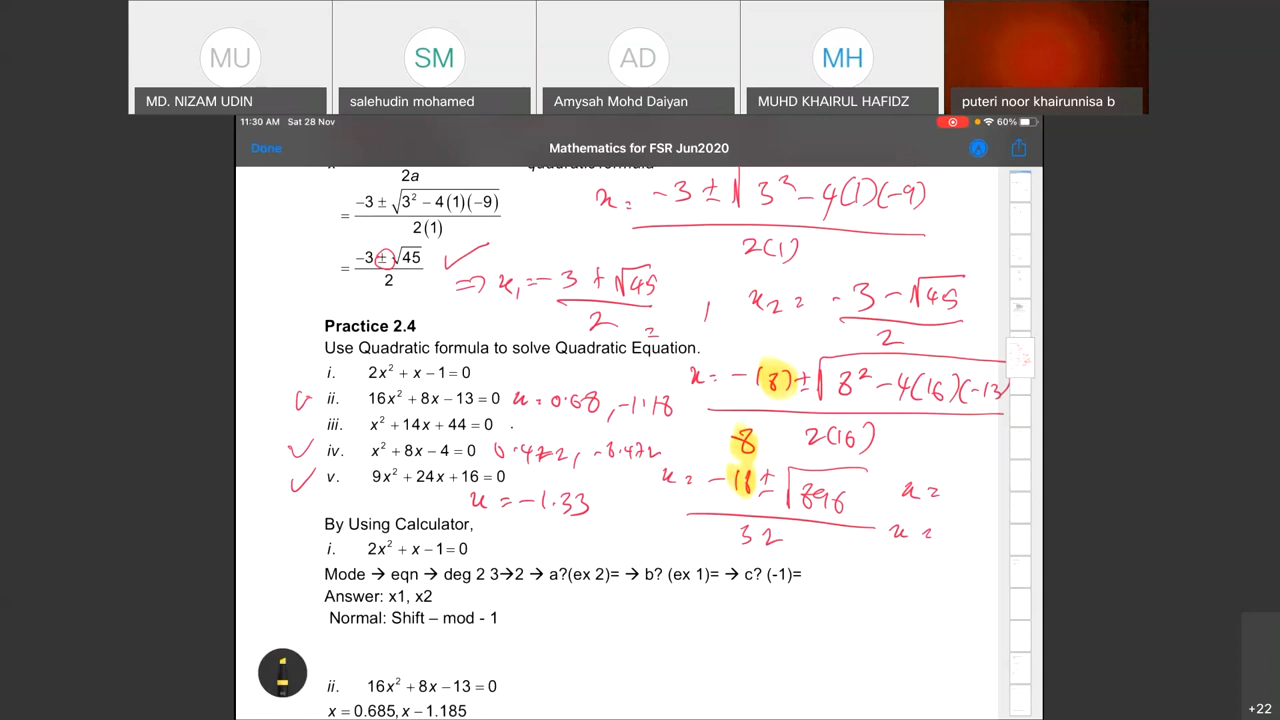 MU
SM
AD
MH
MD. NIZAM UDIN
salehudin mohamed
Amysah Mohd Daiyan
MUHD KHAIRUL HAFIDZ
puteri noor khairunnisa b
11:30 AM Sat 28 Nov
60%
Done
Mathematics for FSR Jun2020
2a
quadratic formula
= −3 ± √3² − 4(1)(−9)
2(1)
= −3 ± √45
2
x = −3 ± √3² − 4(1)(−9)
2(1)
⇒ x₁ = −3 + √45
2
, x₂ = −3 − √45
2
Practice 2.4
Use Quadratic formula to solve Quadratic Equation.
i. 2x² + x − 1 = 0
ii. 16x² + 8x − 13 = 0 x = 0.68, −1.18
iii. x² + 14x + 44 = 0
iv. x² + 8x − 4 = 0 0.472, −8.472
v. 9x² + 24x + 16 = 0
x = −1.33
x = −(8) ± √8² − 4(16)(−13
2(16)
8
x = − ± √896
32
x =
x =
By Using Calculator,
i. 2x² + x − 1 = 0
Mode → eqn → deg 2 3→2 → a?(ex 2)= → b? (ex 1)= → c? (-1)=
Answer: x1, x2
Normal: Shift – mod - 1
ii. 16x² + 8x − 13 = 0
x = 0.685, x − 1.185
+22